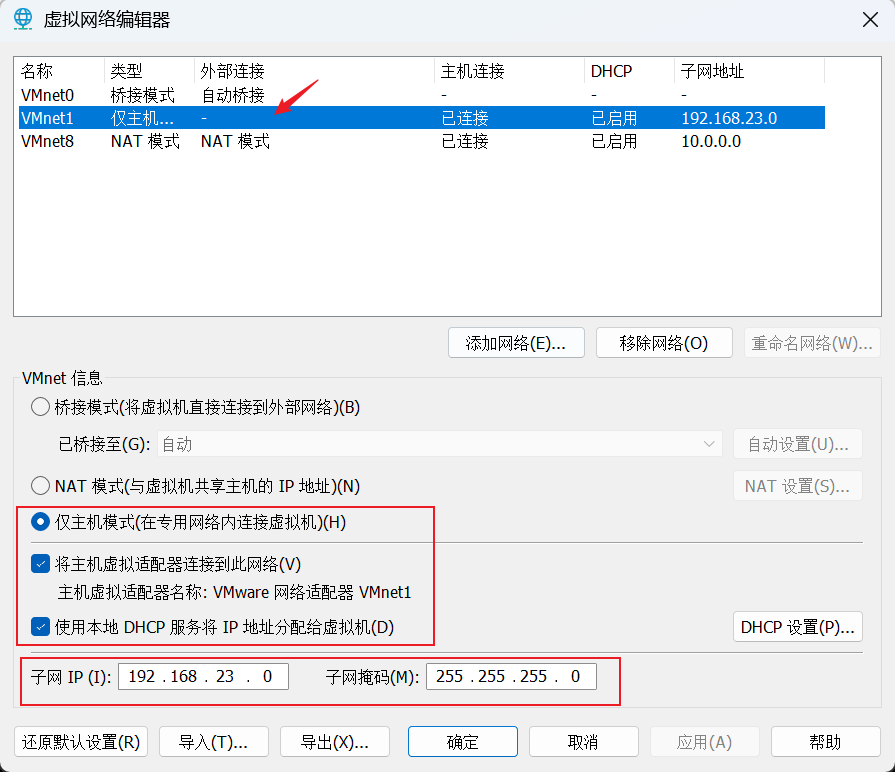 虚拟网络编辑器
名称 类型 外部连接 主机连接 DHCP 子网地址
VMnet0 桥接模式 自动桥接 - - -
VMnet1 仅主机... - 已连接 已启用 192.168.23.0
VMnet8 NAT 模式 NAT 模式 已连接 已启用 10.0.0.0
添加网络(E)... 移除网络(O) 重命名网络(W)...
VMnet 信息
桥接模式(将虚拟机直接连接到外部网络)(B)
已桥接至(G): 自动 自动设置(U)...
NAT 模式(与虚拟机共享主机的 IP 地址)(N) NAT 设置(S)...
仅主机模式(在专用网络内连接虚拟机)(H)
将主机虚拟适配器连接到此网络(V)
主机虚拟适配器名称: VMware 网络适配器 VMnet1
使用本地 DHCP 服务将 IP 地址分配给虚拟机(D) DHCP 设置(P)...
子网 IP (I): 192 . 168 . 23 . 0 子网掩码(M): 255 . 255 . 255 . 0
还原默认设置(R) 导入(T)... 导出(X)... 确定 取消 应用(A) 帮助